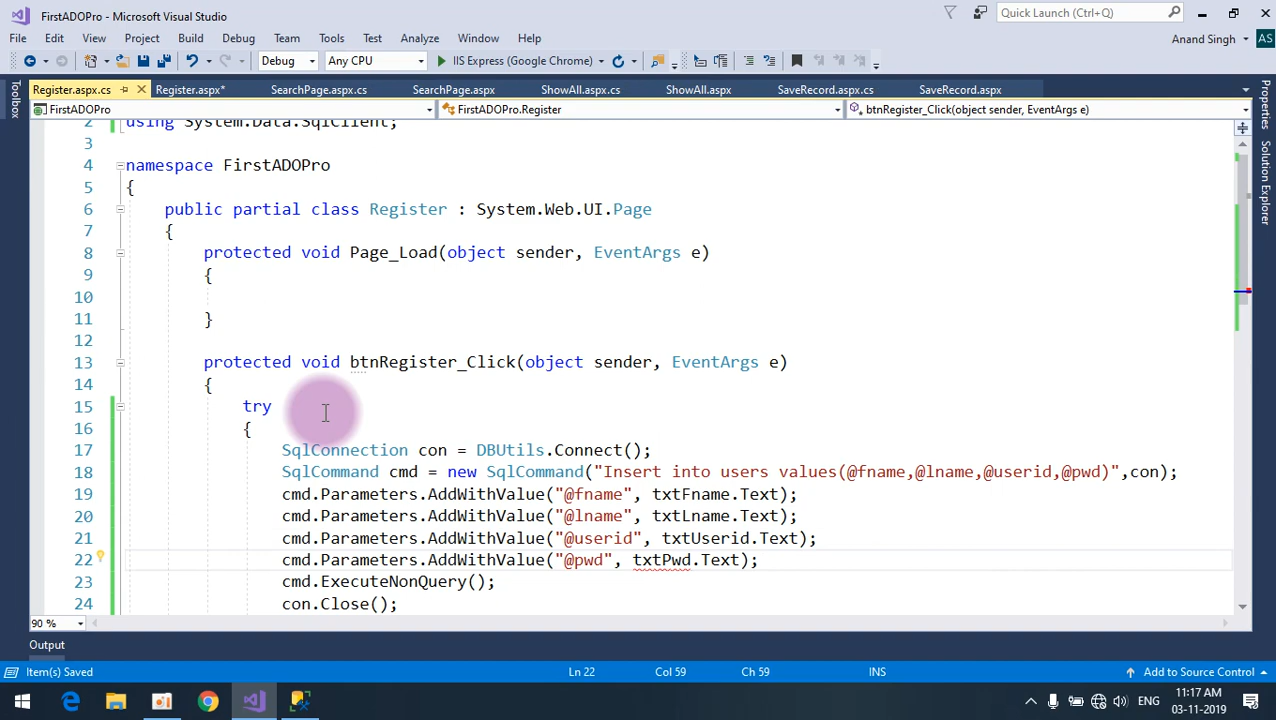 FirstADOPro - Microsoft Visual Studio
Quick Launch (Ctrl+Q)
File Edit View Project Build Debug Team Tools Test Analyze Window Help
Anand Singh AS
Debug Any CPU IIS Express (Google Chrome)
Register.aspx.cs Register.aspx* SearchPage.aspx.cs SearchPage.aspx ShowAll.aspx.cs ShowAll.aspx SaveRecord.aspx.cs SaveRecord.aspx
FirstADOPro FirstADOPro.Register btnRegister_Click(object sender, EventArgs e)
Toolbox
Properties
Solution Explorer
2 using System.Data.SqlClient;
3
4 namespace FirstADOPro
5 {
6 public partial class Register : System.Web.UI.Page
7 {
8 protected void Page_Load(object sender, EventArgs e)
9 {
10
11 }
12
13 protected void btnRegister_Click(object sender, EventArgs e)
14 {
15 try
16 {
17 SqlConnection con = DBUtils.Connect();
18 SqlCommand cmd = new SqlCommand("Insert into users values(@fname,@lname,@userid,@pwd)",con);
19 cmd.Parameters.AddWithValue("@fname", txtFname.Text);
20 cmd.Parameters.AddWithValue("@lname", txtLname.Text);
21 cmd.Parameters.AddWithValue("@userid", txtUserid.Text);
22 cmd.Parameters.AddWithValue("@pwd", txtPwd.Text);
23 cmd.ExecuteNonQuery();
24 con.Close();
90 %
Output
Item(s) Saved Ln 22 Col 59 Ch 59 INS Add to Source Control
ENG 11:17 AM
03-11-2019